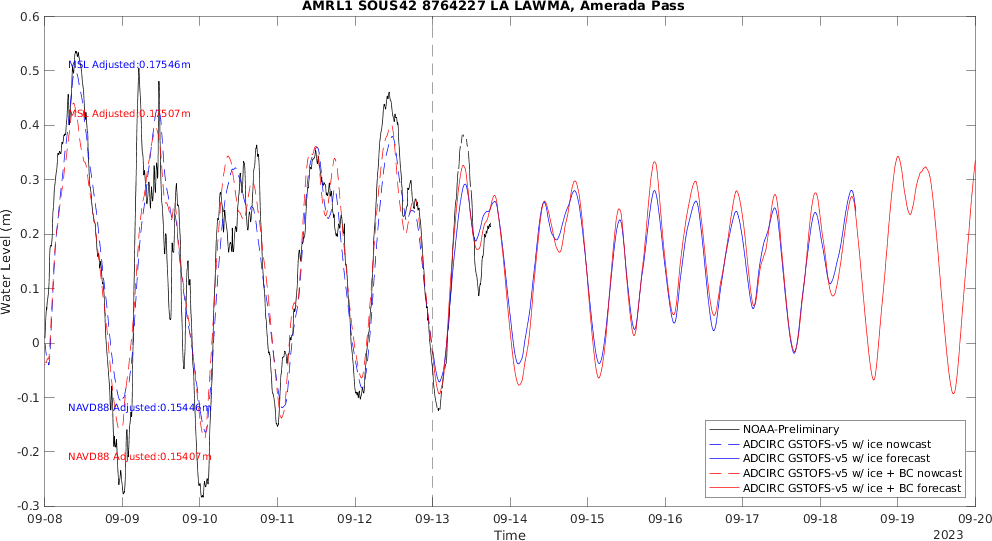 AMRL1 SOUS42 8764227 LA LAWMA, Amerada Pass
0.6
0.5
0.4
0.3
0.2
0.1
0
-0.1
-0.2
-0.3
Water Level (m)
MSL Adjusted:0.17546m
MSL Adjusted:0.17507m
NAVD88 Adjusted:0.15446m
NAVD88 Adjusted:0.15407m
NOAA-Preliminary
ADCIRC GSTOFS-v5 w/ ice nowcast
ADCIRC GSTOFS-v5 w/ ice forecast
ADCIRC GSTOFS-v5 w/ ice + BC nowcast
ADCIRC GSTOFS-v5 w/ ice + BC forecast
09-08 09-09 09-10 09-11 09-12 09-13 09-14 09-15 09-16 09-17 09-18 09-19 09-20
Time
2023